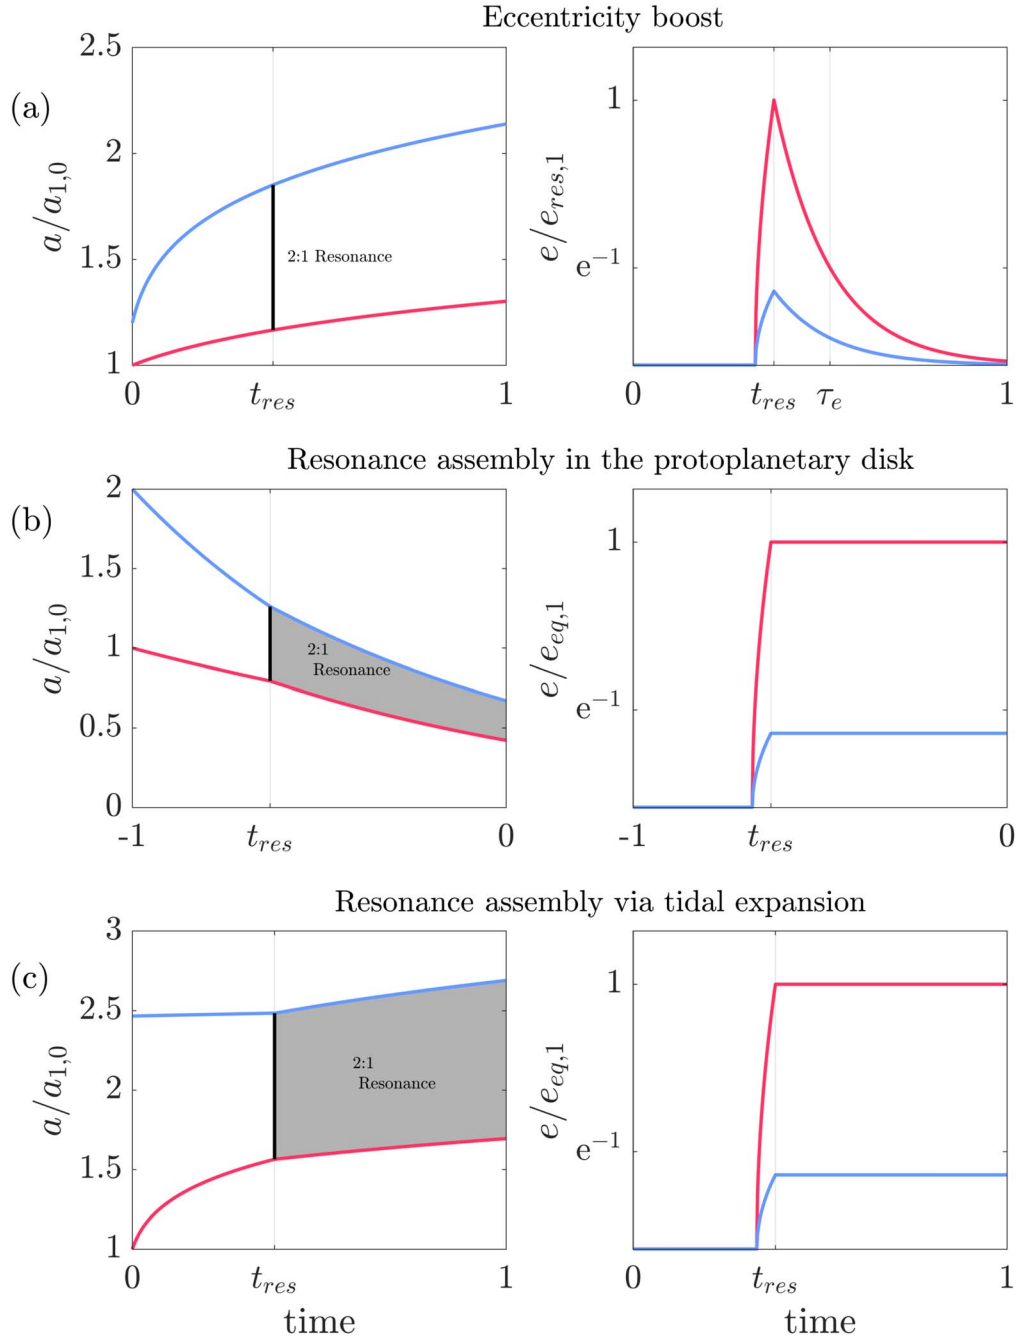 Eccentricity boost
(a)
2.5
2
1.5
1
a/a1,0
2:1 Resonance
0 tres 1
1
e−1
e/eres,1
0 tres τe 1
Resonance assembly in the protoplanetary disk
(b)
2
1.5
1
0.5
0
a/a1,0
2:1
Resonance
-1 tres 0
1
e−1
e/eeq,1
-1 tres 0
Resonance assembly via tidal expansion
(c)
3
2.5
2
1.5
1
a/a1,0
2:1
Resonance
0 tres 1
time
1
e−1
e/eeq,1
0 tres 1
time